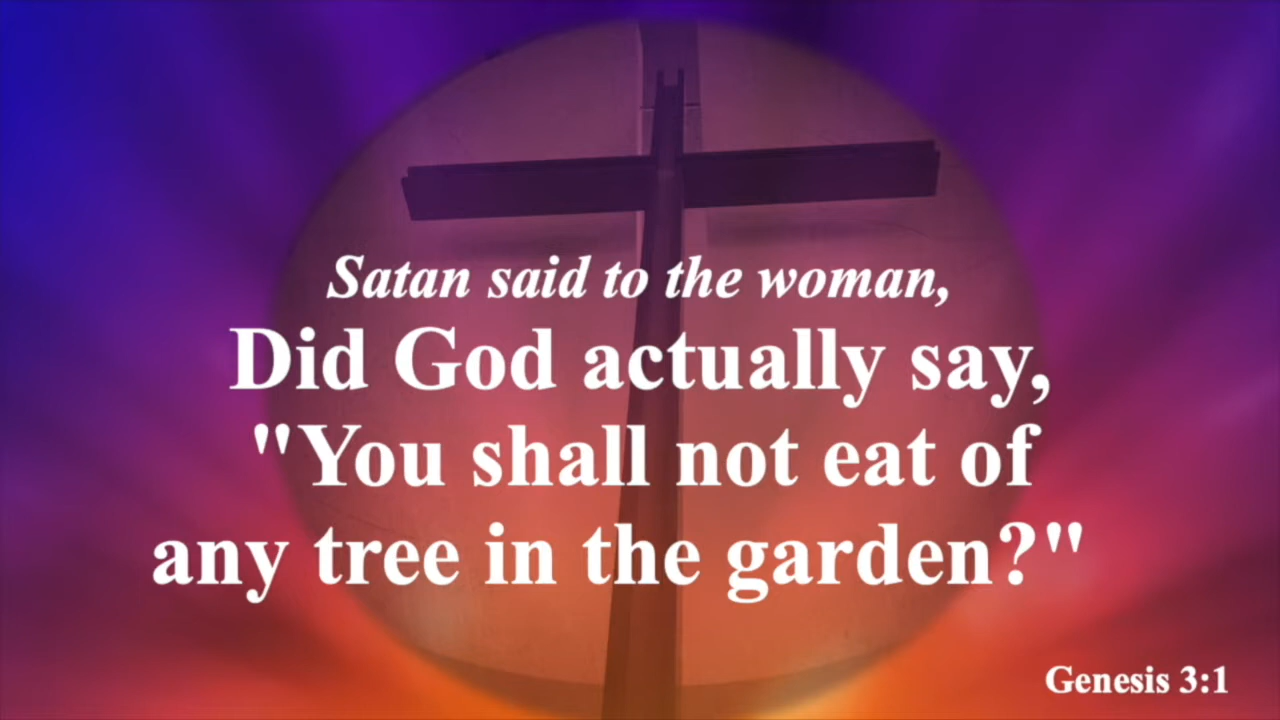 Satan said to the woman,
Did God actually say,
"You shall not eat of
any tree in the garden?"
Genesis 3:1